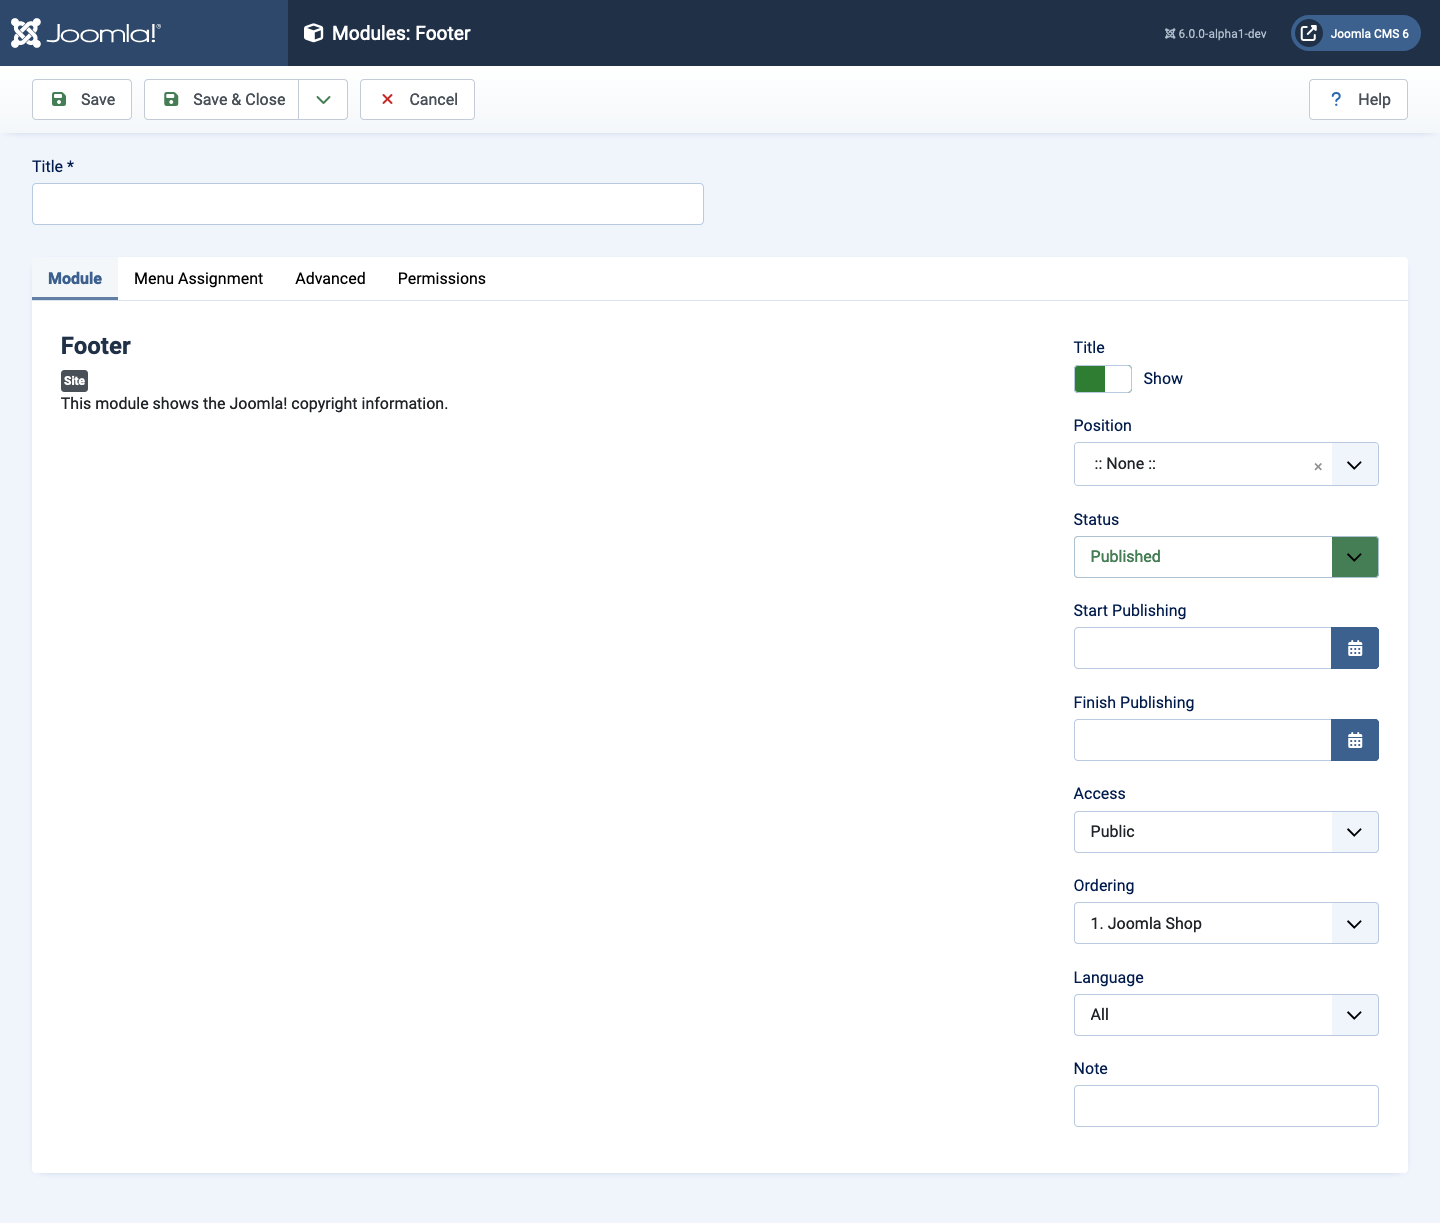 Joomla!®
Modules: Footer
6.0.0-alpha1-dev
Joomla CMS 6
Save
Save & Close
Cancel
? Help
Title *
Module
Menu Assignment
Advanced
Permissions
Footer
Site
This module shows the Joomla! copyright information.
Title
Show
Position
:: None ::
×
Status
Published
Start Publishing
Finish Publishing
Access
Public
Ordering
1. Joomla Shop
Language
All
Note